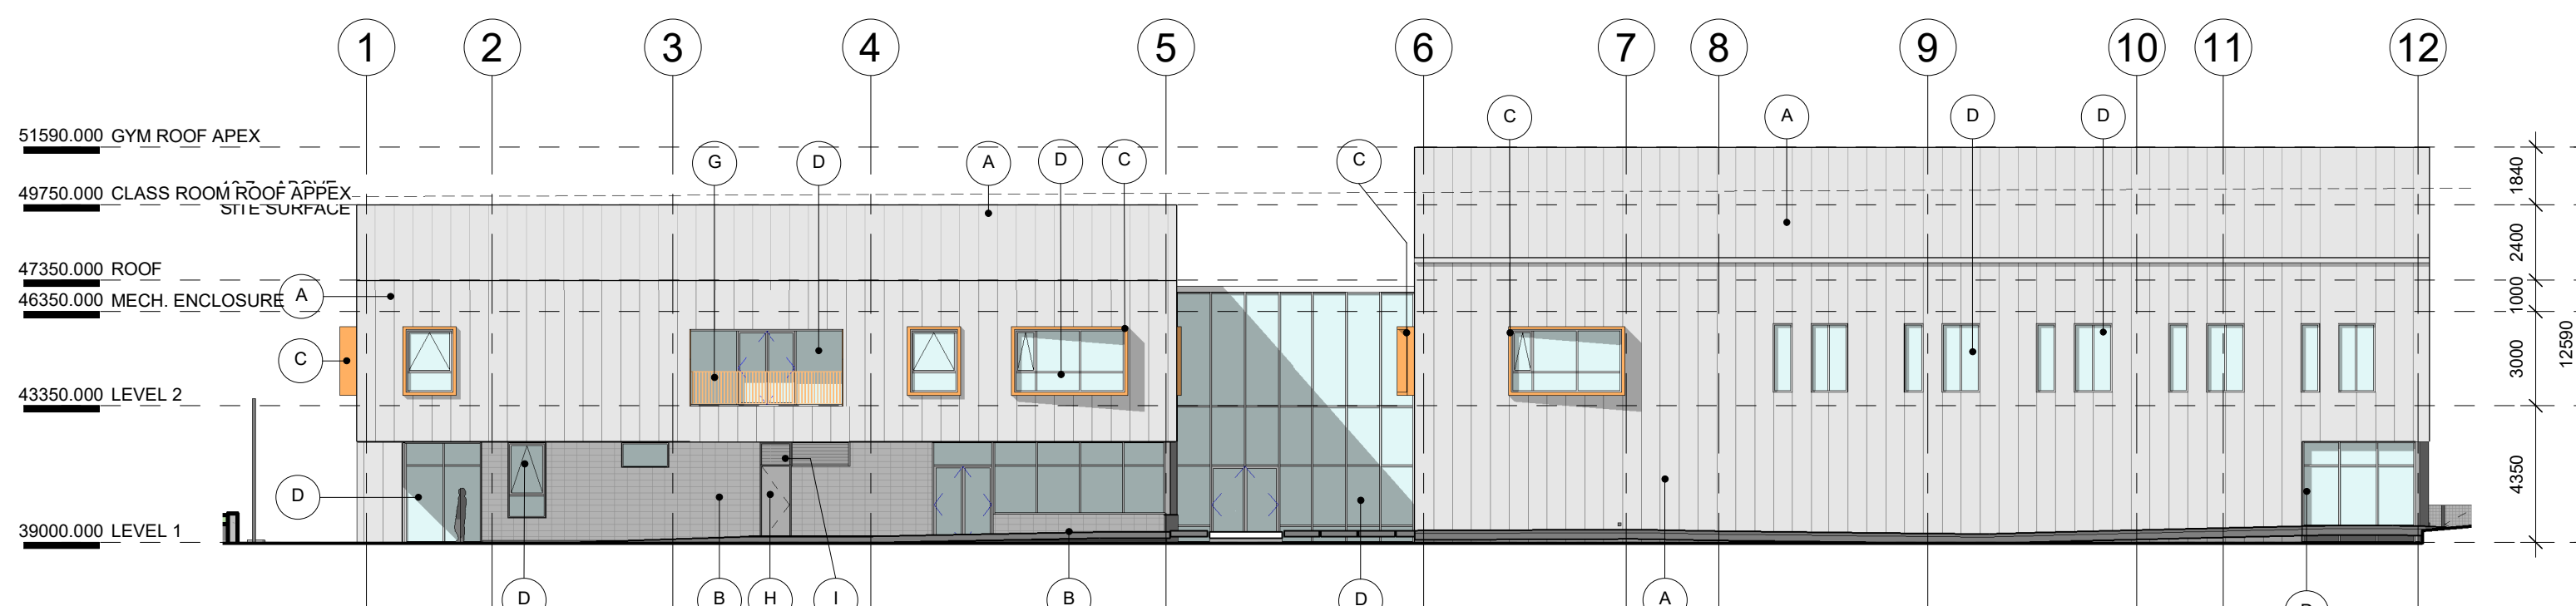 1 2 3 4 5 6 7 8 9 10 11 12
C A D D
51590.000 GYM ROOF APEX
G D A D C C
49750.000 CLASS ROOM ROOF APPEX
SITE SURFACE
47350.000 ROOF
46350.000 MECH. ENCLOSURE A
C
43350.000 LEVEL 2
D
39000.000 LEVEL 1
D B H I B D A
1840
2400
1000
3000
4350
12590